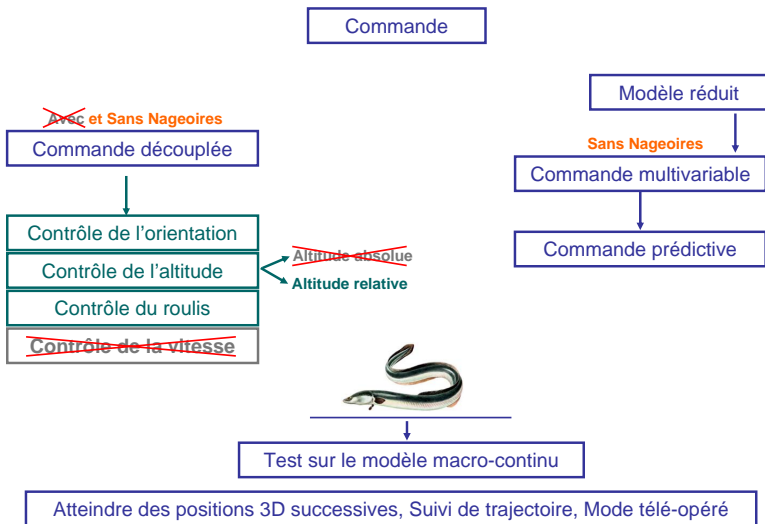 Commande
Avec et Sans Nageoires
Commande découplée
Contrôle de l'orientation
Contrôle de l'altitude
Altitude absolue
Altitude relative
Contrôle du roulis
Contrôle de la vitesse
Modèle réduit
Sans Nageoires
Commande multivariable
Commande prédictive
Test sur le modèle macro-continu
Atteindre des positions 3D successives, Suivi de trajectoire, Mode télé-opéré